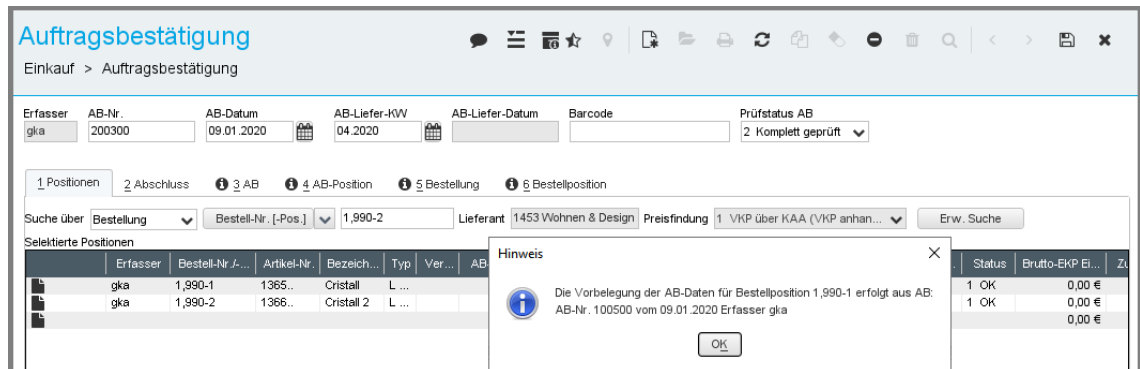 Auftragsbestätigung
Einkauf > Auftragsbestätigung
Erfasser AB-Nr. AB-Datum AB-Liefer-KW AB-Liefer-Datum Barcode Prüfstatus AB
gka 200300 09.01.2020 04.2020 2 Komplett geprüft
1 Positionen 2 Abschluss 3 AB 4 AB-Position 5 Bestellung 6 Bestellposition
Suche über Bestellung Bestell-Nr. [-Pos.] 1,990-2 Lieferant 1453 Wohnen & Design Preisfindung 1 VKP über KAA (VKP anhan... Erw. Suche
Selektierte Positionen
Erfasser Bestell-Nr./-... Artikel-Nr. Bezeich... Typ Ver... AB- Status Brutto-EKP Ei... Zu
gka 1,990-1 1365.. Cristall L ... 1 OK 0,00 €
gka 1,990-2 1366.. Cristall 2 L ... 1 OK 0,00 €
0,00 €
Hinweis
Die Vorbelegung der AB-Daten für Bestellposition 1,990-1 erfolgt aus AB:
AB-Nr. 100500 vom 09.01.2020 Erfasser gka
OK